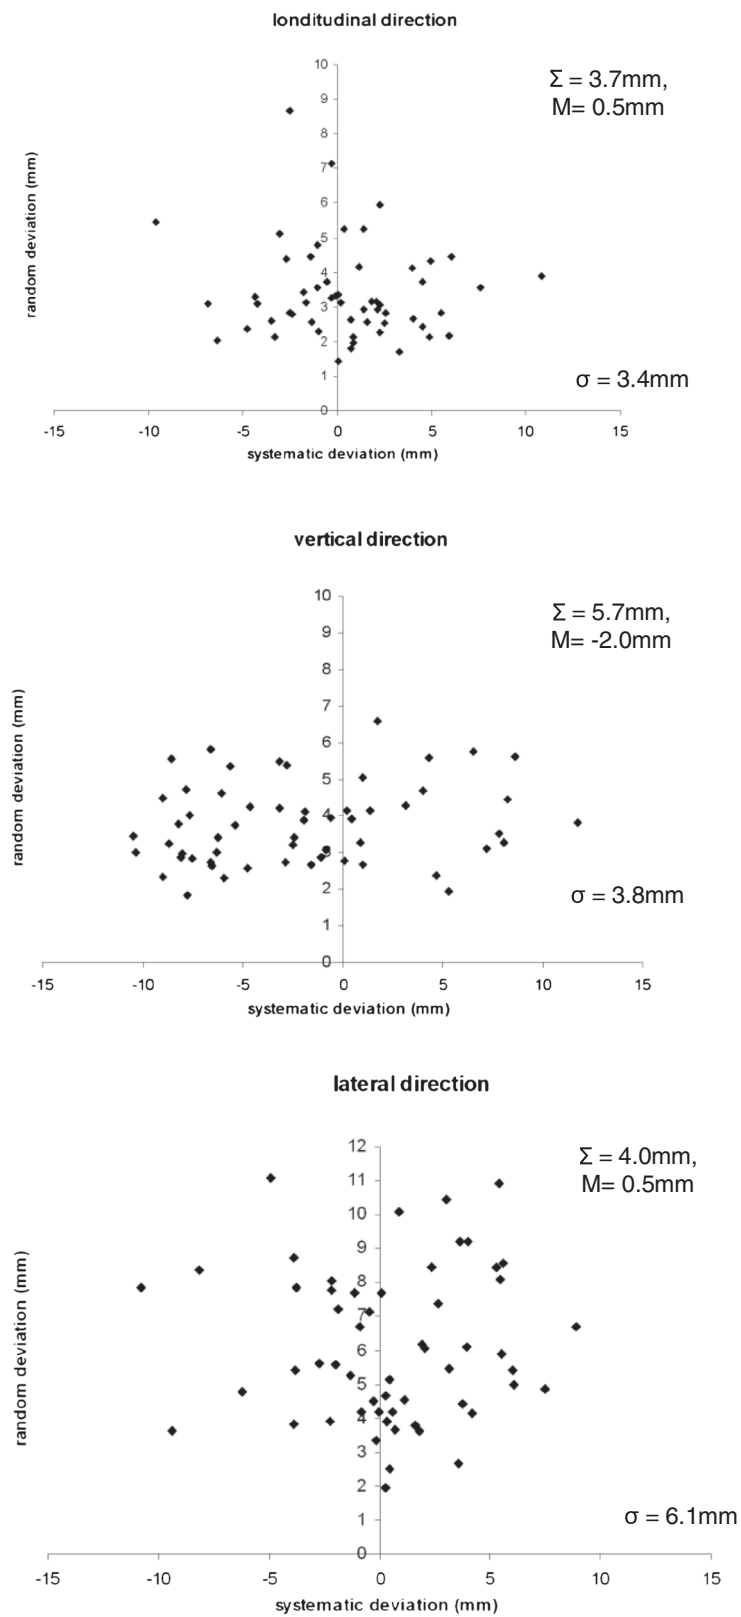 londitudinal direction
Σ = 3.7mm,
M= 0.5mm
10
9
8
7
6
5
4
3
2
1
0
random deviation (mm)
σ = 3.4mm
-15 -10 -5 0 5 10 15
systematic deviation (mm)
vertical direction
Σ = 5.7mm,
M= -2.0mm
10
9
8
7
6
5
4
3
2
1
0
random deviation (mm)
σ = 3.8mm
-15 -10 -5 0 5 10 15
systematic deviation (mm)
lateral direction
Σ = 4.0mm,
M= 0.5mm
12
11
10
9
8
7
6
5
4
3
2
1
0
random deviation (mm)
σ = 6.1mm
-15 -10 -5 0 5 10 15
systematic deviation (mm)